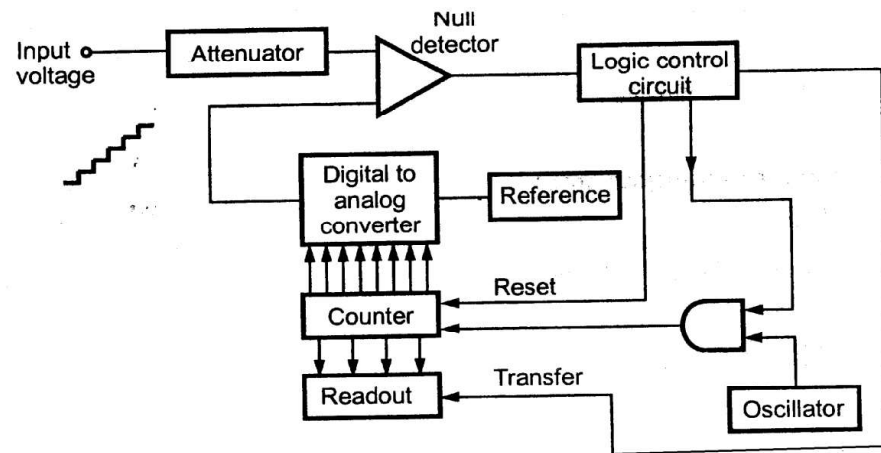 Input
voltage
Attenuator
Null
detector
Logic control
circuit
Digital to
analog
converter
Reference
Reset
Counter
Transfer
Readout
Oscillator